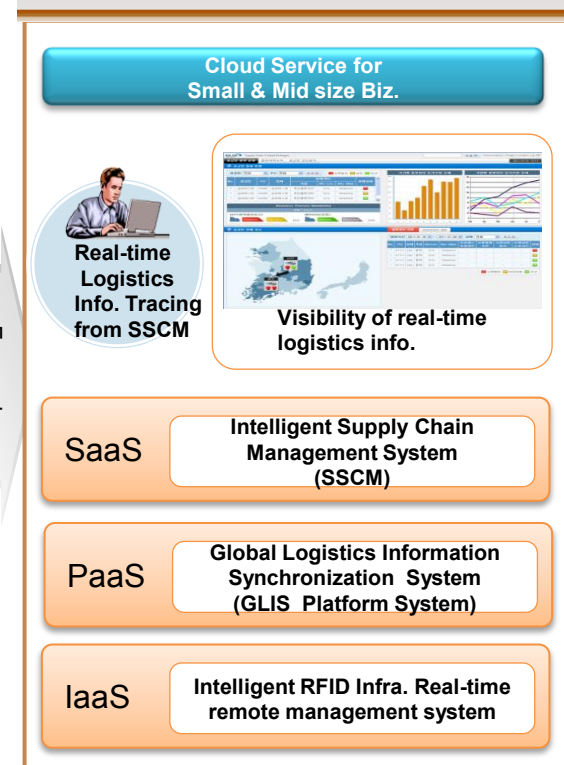 Cloud Service for
Small & Mid size Biz.
Real-time
Logistics
Info. Tracing
from SSCM
Visibility of real-time
logistics info.
SaaS
Intelligent Supply Chain
Management System
(SSCM)
PaaS
Global Logistics Information
Synchronization System
(GLIS Platform System)
IaaS
Intelligent RFID Infra. Real-time
remote management system